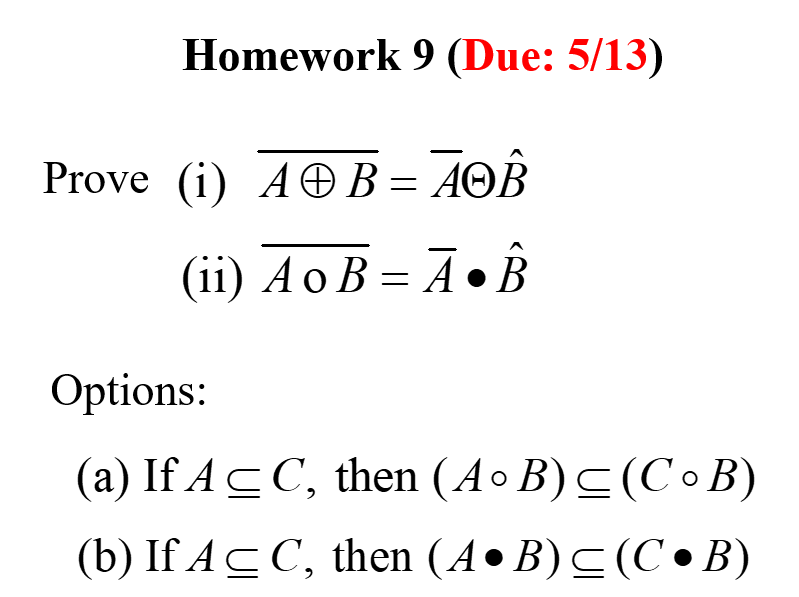 Homework 9 (Due: 5/13)
Prove (i) $\overline{A \oplus B} = \overline{A} \Theta \hat{B}$
(ii) $\overline{A \text{ o } B} = \overline{A} \bullet \hat{B}$
Options:
(a) If $A \subseteq C$, then $(A \circ B) \subseteq (C \circ B)$
(b) If $A \subseteq C$, then $(A \bullet B) \subseteq (C \bullet B)$